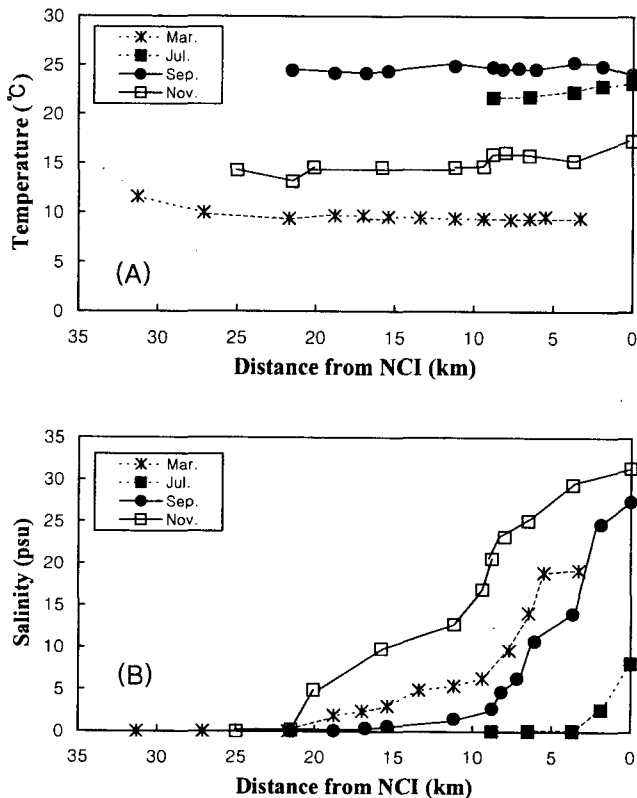 30
25
20
15
10
5
0
Temperature (℃)
Mar.
Jul.
Sep.
Nov.
(A)
35 30 25 20 15 10 5 0
Distance from NCI (km)
35
30
25
20
15
10
5
0
Salinity (psu)
Mar.
Jul.
Sep.
Nov.
(B)
35 30 25 20 15 10 5 0
Distance from NCI (km)